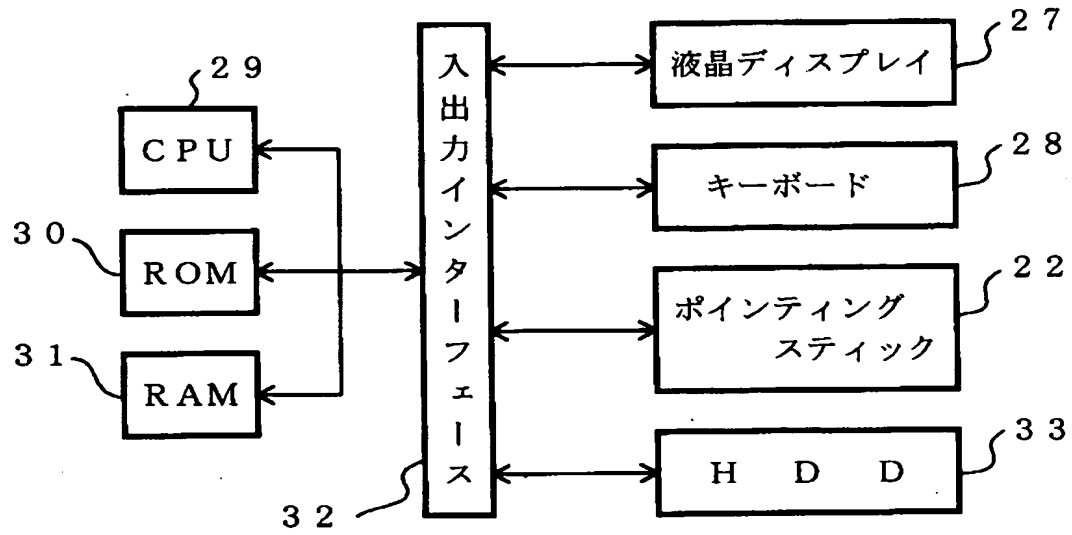 29
CPU
30
ROM
31
RAM
入出力インターフェース
32
27
液晶ディスプレイ
28
キーボード
22
ポインティング
スティック
33
HDD